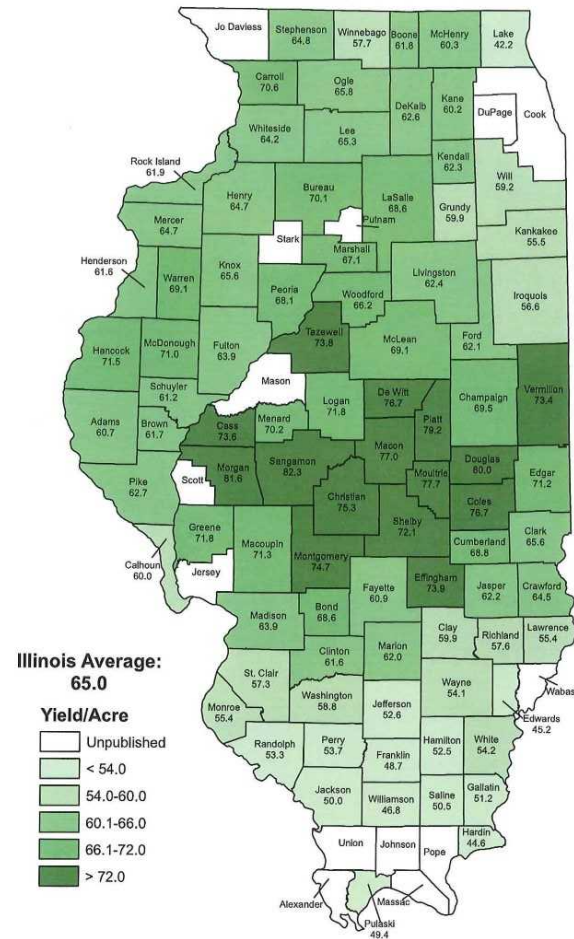 Jo Daviess
Stephenson
64.8
Winnebago
57.7
Boone
61.8
McHenry
60.3
Lake
42.2
Carroll
70.6
Ogle
65.8
DeKalb
62.6
Kane
60.2
DuPage
Cook
Whiteside
64.2
Lee
65.3
Kendall
62.3
Will
59.2
Rock Island
61.9
Henry
64.7
Bureau
70.1
LaSalle
68.6
Grundy
59.9
Mercer
64.7
Putnam
Kankakee
55.5
Stark
Marshall
67.1
Henderson
61.6
Warren
69.1
Knox
65.6
Peoria
68.1
Livingston
62.4
Iroquois
56.6
Woodford
66.2
Tazewell
73.8
McLean
69.1
Ford
62.1
Hancock
71.5
McDonough
71.0
Fulton
63.9
Mason
Schuyler
61.2
Logan
71.8
De Witt
76.7
Piatt
79.2
Champaign
69.5
Vermilion
73.4
Adams
60.7
Brown
61.7
Cass
73.6
Menard
70.2
Macon
77.0
Morgan
81.6
Sangamon
82.3
Moultrie
77.7
Douglas
80.0
Edgar
71.2
Pike
62.7
Scott
Christian
75.3
Coles
76.7
Shelby
72.1
Greene
71.8
Macoupin
71.3
Montgomery
74.7
Cumberland
68.8
Clark
65.6
Calhoun
60.0
Jersey
Effingham
73.9
Fayette
60.9
Jasper
62.2
Crawford
64.5
Madison
63.9
Bond
68.6
Clay
59.9
Richland
57.6
Lawrence
55.4
Clinton
61.6
Marion
62.0
Illinois Average:
65.0
St. Clair
57.3
Washington
58.8
Wayne
54.1
Wabas
Edwards
45.2
Monroe
55.4
Jefferson
52.6
Yield/Acre
Unpublished
< 54.0
54.0-60.0
60.1-66.0
66.1-72.0
> 72.0
Randolph
53.3
Perry
53.7
Franklin
48.7
Hamilton
52.5
White
54.2
Jackson
50.0
Williamson
46.8
Saline
50.5
Gallatin
51.2
Union
Johnson
Pope
Hardin
44.6
Alexander
Massac
Pulaski
49.4